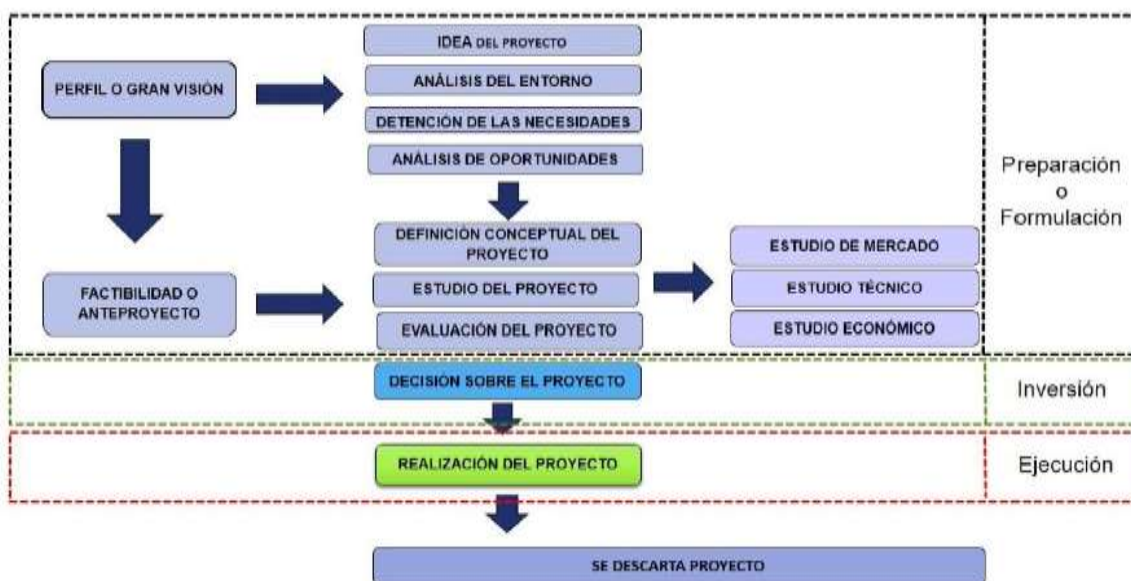 IDEA DEL PROYECTO
PERFIL O GRAN VISIÓN
ANÁLISIS DEL ENTORNO
DETENCIÓN DE LAS NECESIDADES
ANÁLISIS DE OPORTUNIDADES
Preparación
o
Formulación
DEFINICIÓN CONCEPTUAL DEL
PROYECTO
ESTUDIO DE MERCADO
FACTIBILIDAD O
ANTEPROYECTO
ESTUDIO DEL PROYECTO
ESTUDIO TÉCNICO
EVALUACIÓN DEL PROYECTO
ESTUDIO ECONÓMICO
DECISIÓN SOBRE EL PROYECTO
Inversión
REALIZACIÓN DEL PROYECTO
Ejecución
SE DESCARTA PROYECTO